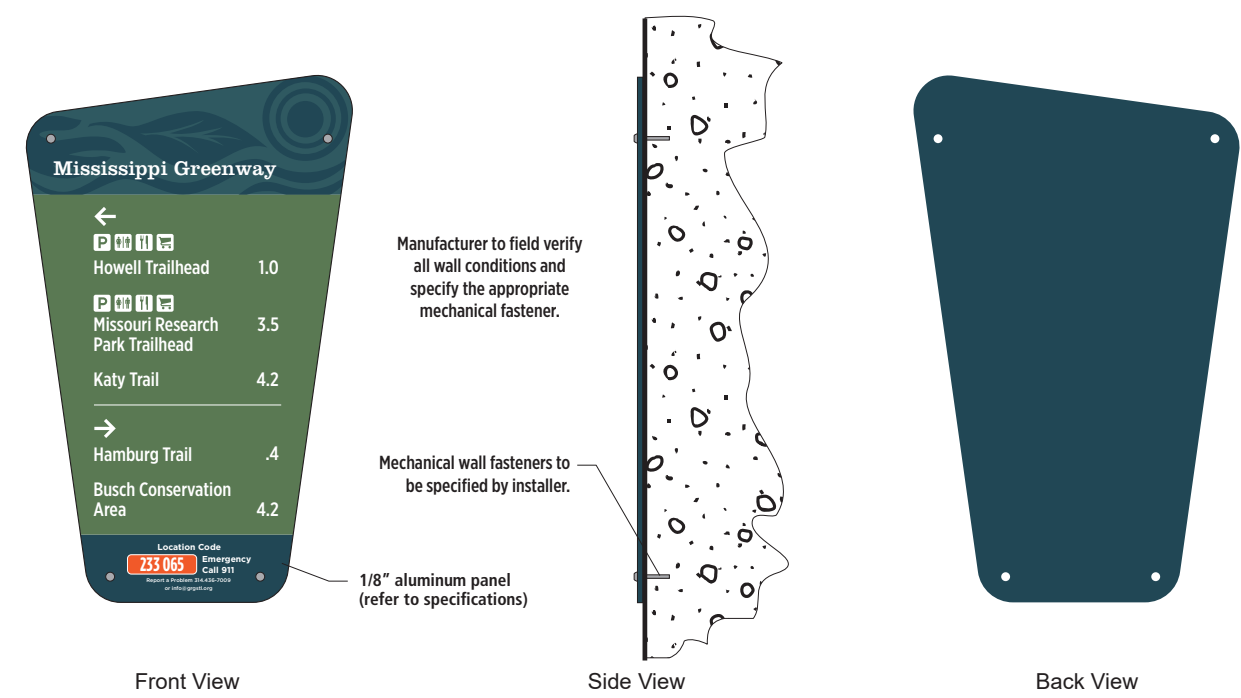 Mississippi Greenway
←
P
Howell Trailhead 1.0
P
Missouri Research 3.5
Park Trailhead
Katy Trail 4.2
→
Hamburg Trail .4
Busch Conservation
Area 4.2
Location Code
233 065 Emergency
Call 911
Report a Problem 314.436-7009
or info@grgstl.org
Manufacturer to field verify
all wall conditions and
specify the appropriate
mechanical fastener.
Mechanical wall fasteners to
be specified by installer.
1/8” aluminum panel
(refer to specifications)
Front View
Side View
Back View